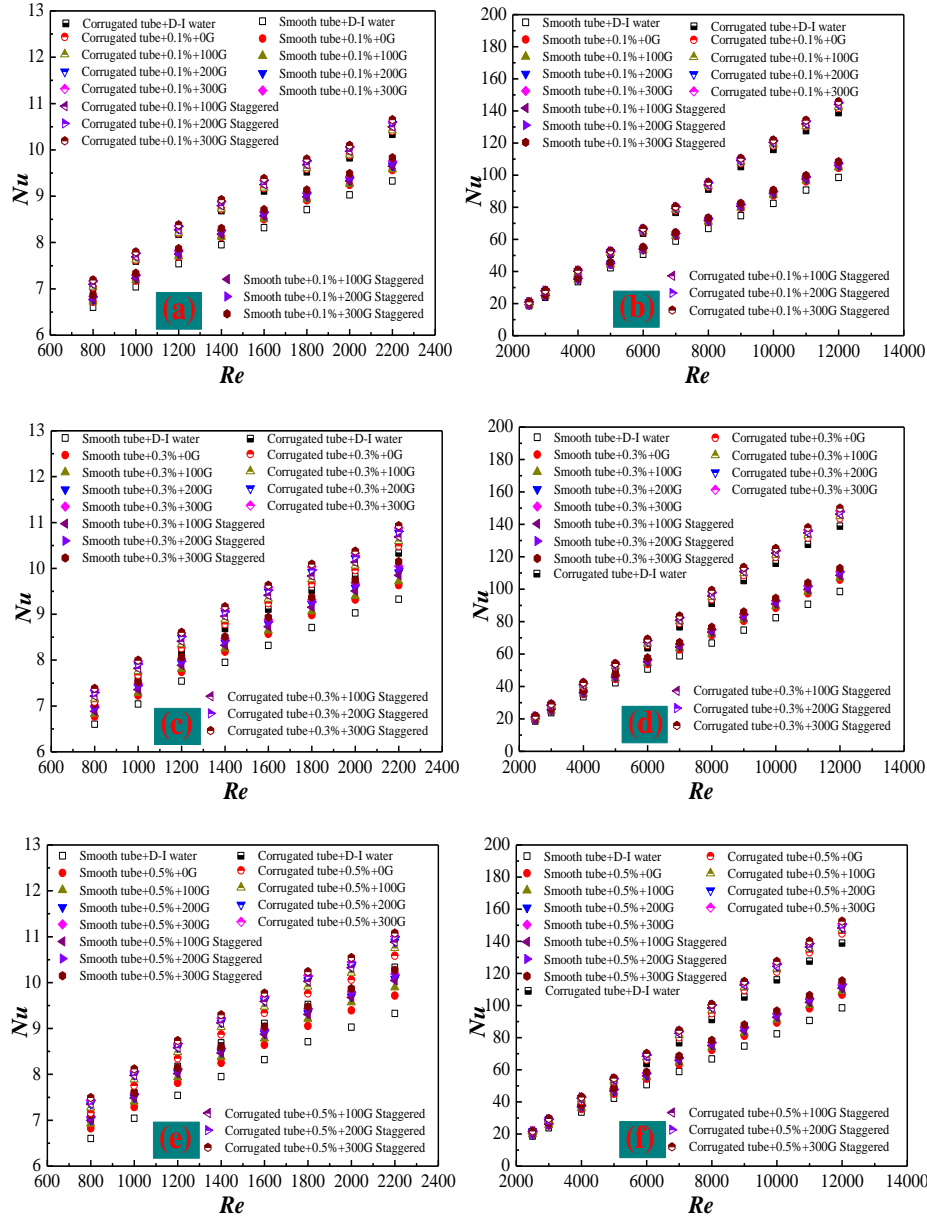 13
12
11
10
9
8
7
6
Nu
600 800 1000 1200 1400 1600 1800 2000 2200 2400
Re
Corrugated tube+D-I water
Corrugated tube+0.1%+0G
Corrugated tube+0.1%+100G
Corrugated tube+0.1%+200G
Corrugated tube+0.1%+300G
Corrugated tube+0.1%+100G Staggered
Corrugated tube+0.1%+200G Staggered
Corrugated tube+0.1%+300G Staggered
Smooth tube+D-I water
Smooth tube+0.1%+0G
Smooth tube+0.1%+100G
Smooth tube+0.1%+200G
Smooth tube+0.1%+300G
Smooth tube+0.1%+100G Staggered
Smooth tube+0.1%+200G Staggered
Smooth tube+0.1%+300G Staggered
(a)
200
180
160
140
120
100
80
60
40
20
0
Nu
2000 4000 6000 8000 10000 12000 14000
Re
Smooth tube+D-I water
Smooth tube+0.1%+0G
Smooth tube+0.1%+100G
Smooth tube+0.1%+200G
Smooth tube+0.1%+300G
Smooth tube+0.1%+100G Staggered
Smooth tube+0.1%+200G Staggered
Smooth tube+0.1%+300G Staggered
Corrugated tube+D-I water
Corrugated tube+0.1%+0G
Corrugated tube+0.1%+100G
Corrugated tube+0.1%+200G
Corrugated tube+0.1%+300G
Corrugated tube+0.1%+100G Staggered
Corrugated tube+0.1%+200G Staggered
Corrugated tube+0.1%+300G Staggered
(b)
13
12
11
10
9
8
7
6
Nu
600 800 1000 1200 1400 1600 1800 2000 2200 2400
Re
Smooth tube+D-I water
Smooth tube+0.3%+0G
Smooth tube+0.3%+100G
Smooth tube+0.3%+200G
Smooth tube+0.3%+300G
Smooth tube+0.3%+100G Staggered
Smooth tube+0.3%+200G Staggered
Smooth tube+0.3%+300G Staggered
Corrugated tube+D-I water
Corrugated tube+0.3%+0G
Corrugated tube+0.3%+100G
Corrugated tube+0.3%+200G
Corrugated tube+0.3%+300G
Corrugated tube+0.3%+100G Staggered
Corrugated tube+0.3%+200G Staggered
Corrugated tube+0.3%+300G Staggered
(c)
200
180
160
140
120
100
80
60
40
20
0
Nu
2000 4000 6000 8000 10000 12000 14000
Re
Smooth tube+D-I water
Smooth tube+0.3%+0G
Smooth tube+0.3%+100G
Smooth tube+0.3%+200G
Smooth tube+0.3%+300G
Smooth tube+0.3%+100G Staggered
Smooth tube+0.3%+200G Staggered
Smooth tube+0.3%+300G Staggered
Corrugated tube+D-I water
Corrugated tube+0.3%+0G
Corrugated tube+0.3%+100G
Corrugated tube+0.3%+200G
Corrugated tube+0.3%+300G
Corrugated tube+0.3%+100G Staggered
Corrugated tube+0.3%+200G Staggered
Corrugated tube+0.3%+300G Staggered
(d)
13
12
11
10
9
8
7
6
Nu
600 800 1000 1200 1400 1600 1800 2000 2200 2400
Re
Smooth tube+D-I water
Smooth tube+0.5%+0G
Smooth tube+0.5%+100G
Smooth tube+0.5%+200G
Smooth tube+0.5%+300G
Smooth tube+0.5%+100G Staggered
Smooth tube+0.5%+200G Staggered
Smooth tube+0.5%+300G Staggered
Corrugated tube+D-I water
Corrugated tube+0.5%+0G
Corrugated tube+0.5%+100G
Corrugated tube+0.5%+200G
Corrugated tube+0.5%+300G
Corrugated tube+0.5%+100G Staggered
Corrugated tube+0.5%+200G Staggered
Corrugated tube+0.5%+300G Staggered
(e)
200
180
160
140
120
100
80
60
40
20
0
Nu
2000 4000 6000 8000 10000 12000 14000
Re
Smooth tube+D-I water
Smooth tube+0.5%+0G
Smooth tube+0.5%+100G
Smooth tube+0.5%+200G
Smooth tube+0.5%+300G
Smooth tube+0.5%+100G Staggered
Smooth tube+0.5%+200G Staggered
Smooth tube+0.5%+300G Staggered
Corrugated tube+D-I water
Corrugated tube+0.5%+0G
Corrugated tube+0.5%+100G
Corrugated tube+0.5%+200G
Corrugated tube+0.5%+300G
Corrugated tube+0.5%+100G Staggered
Corrugated tube+0.5%+200G Staggered
Corrugated tube+0.5%+300G Staggered
(f)